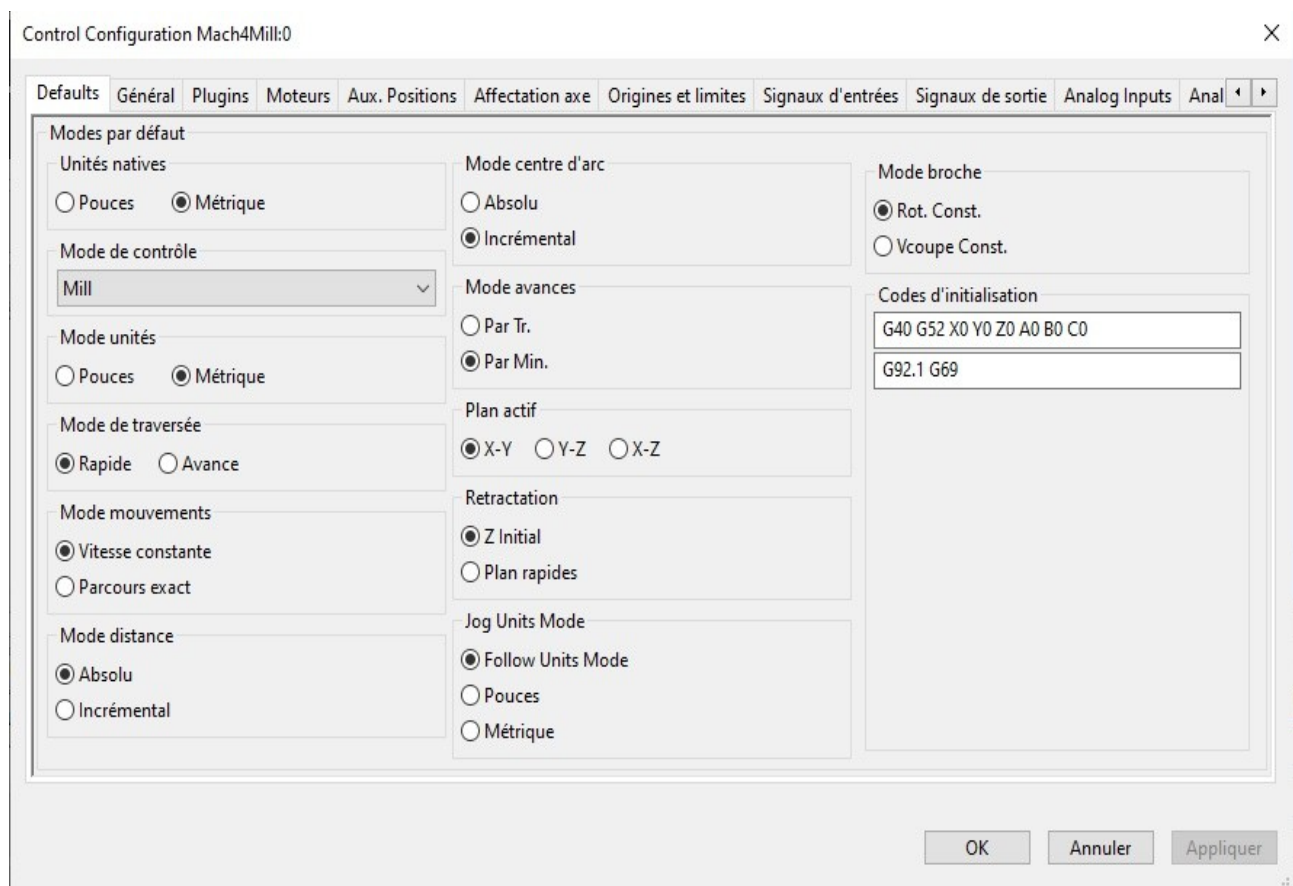 Control Configuration Mach4Mill:0
Defaults Général Plugins Moteurs Aux. Positions Affectation axe Origines et limites Signaux d'entrées Signaux de sortie Analog Inputs Anal
Modes par défaut
Unités natives
Pouces Métrique
Mode de contrôle
Mill
Mode unités
Pouces Métrique
Mode de traversée
Rapide Avance
Mode mouvements
Vitesse constante
Parcours exact
Mode distance
Absolu
Incrémental
Mode centre d'arc
Absolu
Incrémental
Mode avances
Par Tr.
Par Min.
Plan actif
X-Y Y-Z X-Z
Retractation
Z Initial
Plan rapides
Jog Units Mode
Follow Units Mode
Pouces
Métrique
Mode broche
Rot. Const.
Vcoupe Const.
Codes d'initialisation
G40 G52 X0 Y0 Z0 A0 B0 C0
G92.1 G69
OK Annuler Appliquer